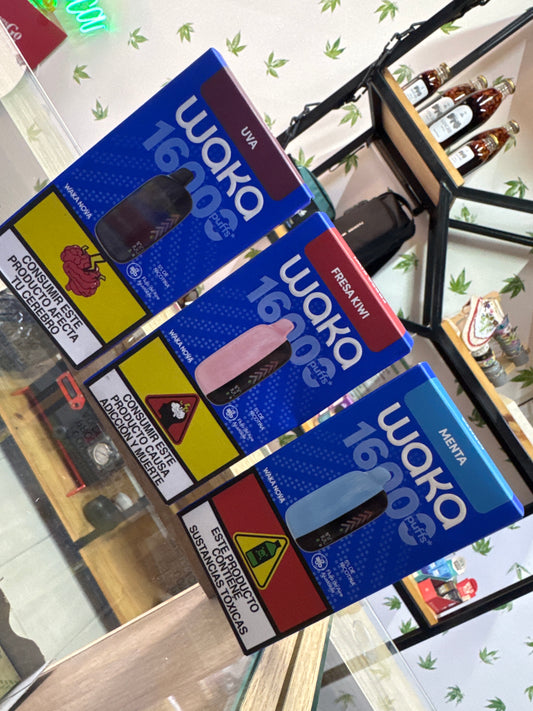 UVA
waka
16000
puffs
WAKA NOVA
CONSUMIR ESTE
PRODUCTO AFECTA
TU CEREBRO
FRESA KIWI
waka
16000
puffs
WAKA NOVA
CONSUMIR ESTE
PRODUCTO CAUSA
ADICCIÓN Y MUERTE
MENTA
waka
16000
puffs
WAKA NOVA
ESTE PRODUCTO
CONTIENE
SUSTANCIAS TÓXICAS